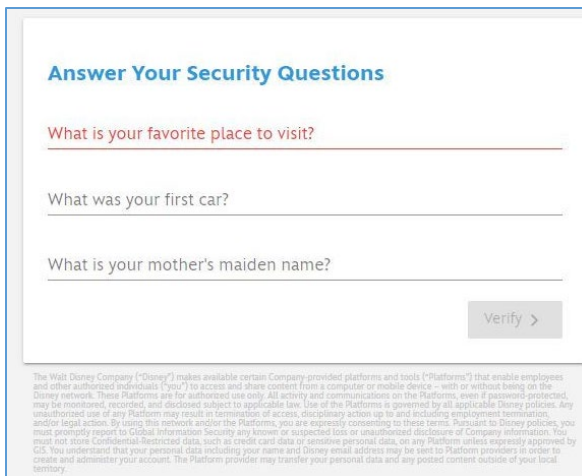 Answer Your Security Questions
What is your favorite place to visit?
What was your first car?
What is your mother's maiden name?
Verify
The Walt Disney Company ("Disney") makes available certain Company-provided platforms and tools ("Platforms") that enable employees
and other authorized individuals ("you") to access and share content from a computer or mobile device – with or without being on the
Disney network. These Platforms are for authorized use only. All activity and communications on the Platforms, even if password-protected,
may be monitored, recorded, and disclosed subject to applicable law. Use of the Platforms is governed by all applicable Disney policies. Any
unauthorized use of any Platform may result in termination of access, disciplinary action up to and including employment termination,
and/or legal action. By using this network and/or the Platforms, you are expressly consenting to these terms. Pursuant to Disney policies, you
must promptly report to Global Information Security any known or suspected loss or unauthorized disclosure of Company information. You
must not store Confidential-Restricted data, such as credit card data or sensitive personal data, on any Platform unless expressly approved by
GIS. You understand that your personal data including your name and Disney email address may be sent to Platform providers in order to
create and administer your account. The Platform provider may transfer your personal data and any posted content outside of your local
territory.